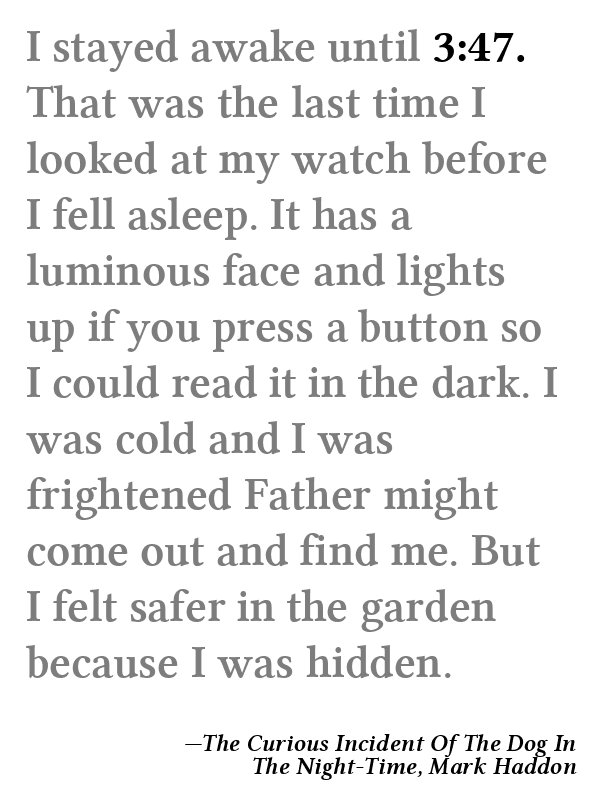 I stayed awake until 3:47.
That was the last time I
looked at my watch before
I fell asleep. It has a
luminous face and lights
up if you press a button so
I could read it in the dark. I
was cold and I was
frightened Father might
come out and find me. But
I felt safer in the garden
because I was hidden.
—The Curious Incident Of The Dog In
The Night-Time, Mark Haddon